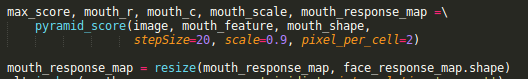 max_score, mouth_r, mouth_c, mouth_scale, mouth_response_map =\
pyramid_score(image, mouth_feature, mouth_shape,
stepSize=20, scale=0.9, pixel_per_cell=2)
mouth_response_map = resize(mouth_response_map, face_response_map.shape)